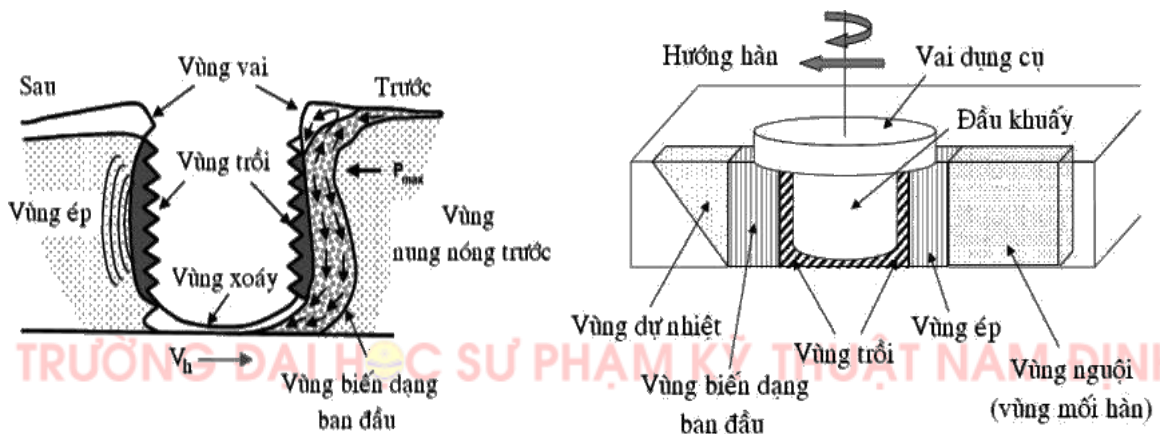 Sau
Vùng vai
Trước
Vùng trồi
P max
Vùng ép
Vùng
nung nóng trước
Vùng xoáy
V h
Vùng biến dạng
ban đầu
Hướng hàn
Vai dụng cụ
Đầu khuấy
Vùng dự nhiệt
Vùng biến dạng
ban đầu
Vùng trồi
Vùng ép
Vùng nguội
(vùng mối hàn)
TRƯỜNG ĐẠI HỌC SƯ PHẠM KỸ THUẬT NAM ĐỊNH